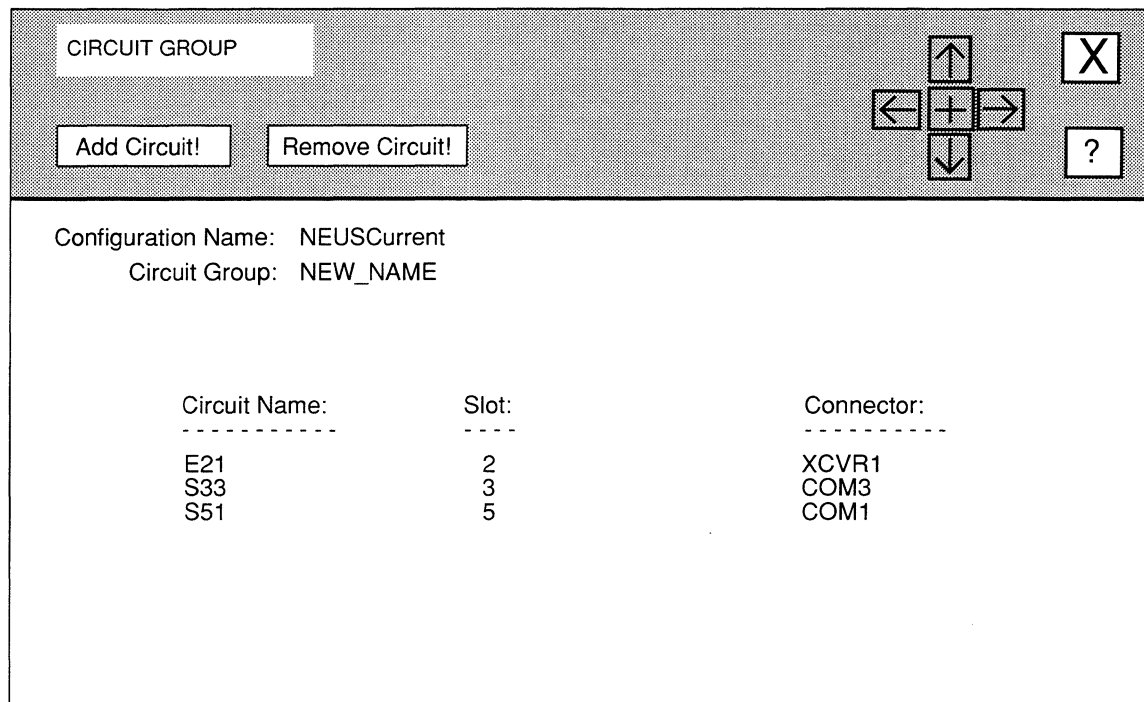 CIRCUIT GROUP
X
Add Circuit! Remove Circuit!
?
Configuration Name: NEUSCurrent
Circuit Group: NEW_NAME
Circuit Name: Slot: Connector:
E21 2 XCVR1
S33 3 COM3
S51 5 COM1